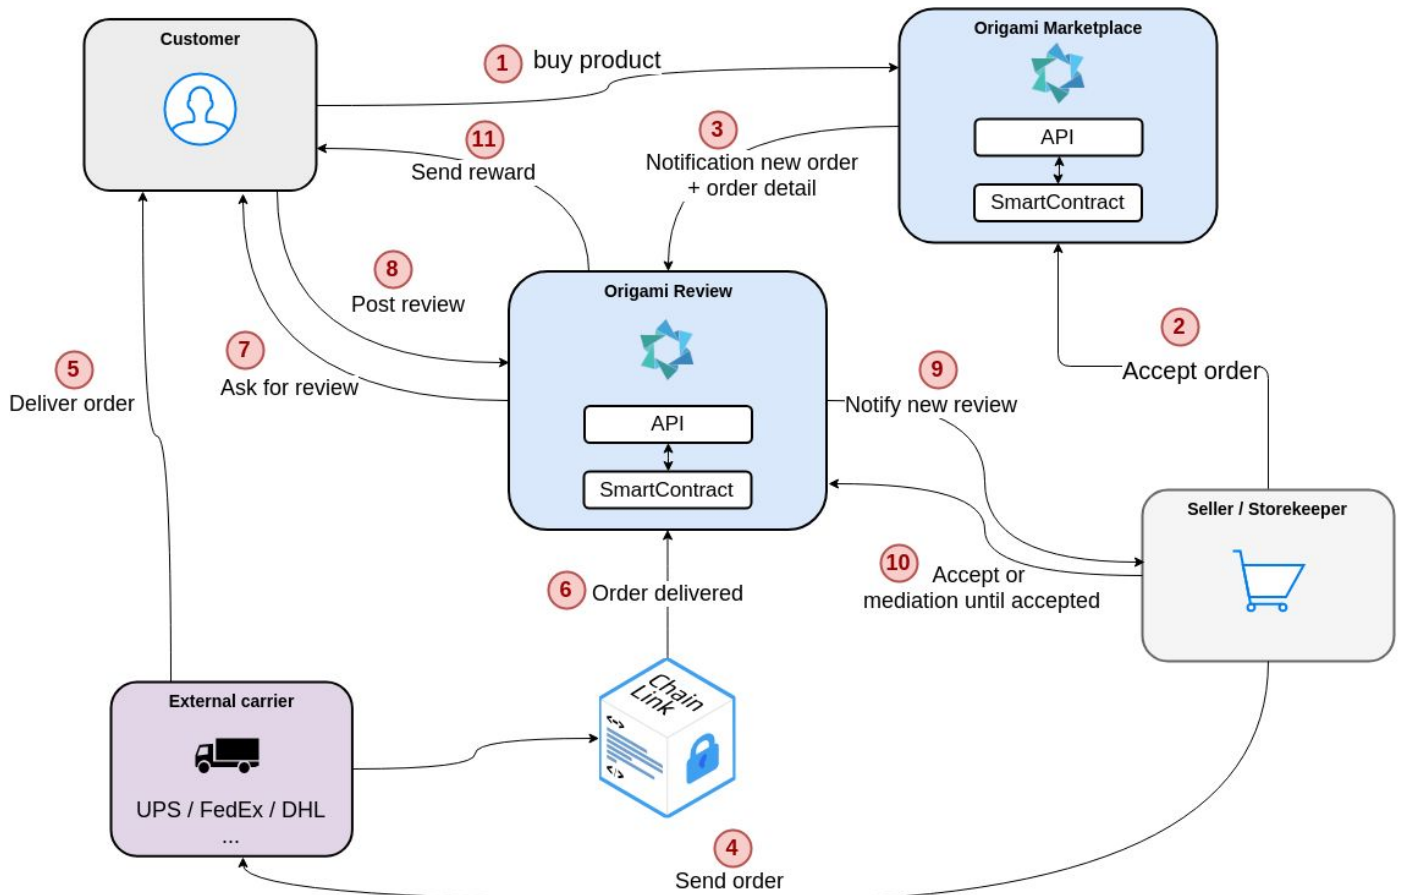 Customer
Origami Marketplace
1
buy product
API
SmartContract
3
Notification new order
+ order detail
11
Send reward
8
Post review
7
Ask for review
5
Deliver order
Origami Review
API
SmartContract
2
Accept order
9
Notify new review
Seller / Storekeeper
10
Accept or
mediation until accepted
6
Order delivered
Chain
Link
<-->
</>
External carrier
UPS / FedEx / DHL
...
4
Send order